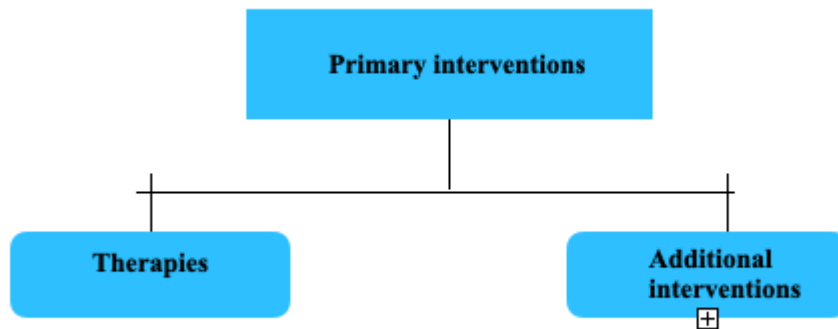 Primary interventions
Therapies
Additional
interventions